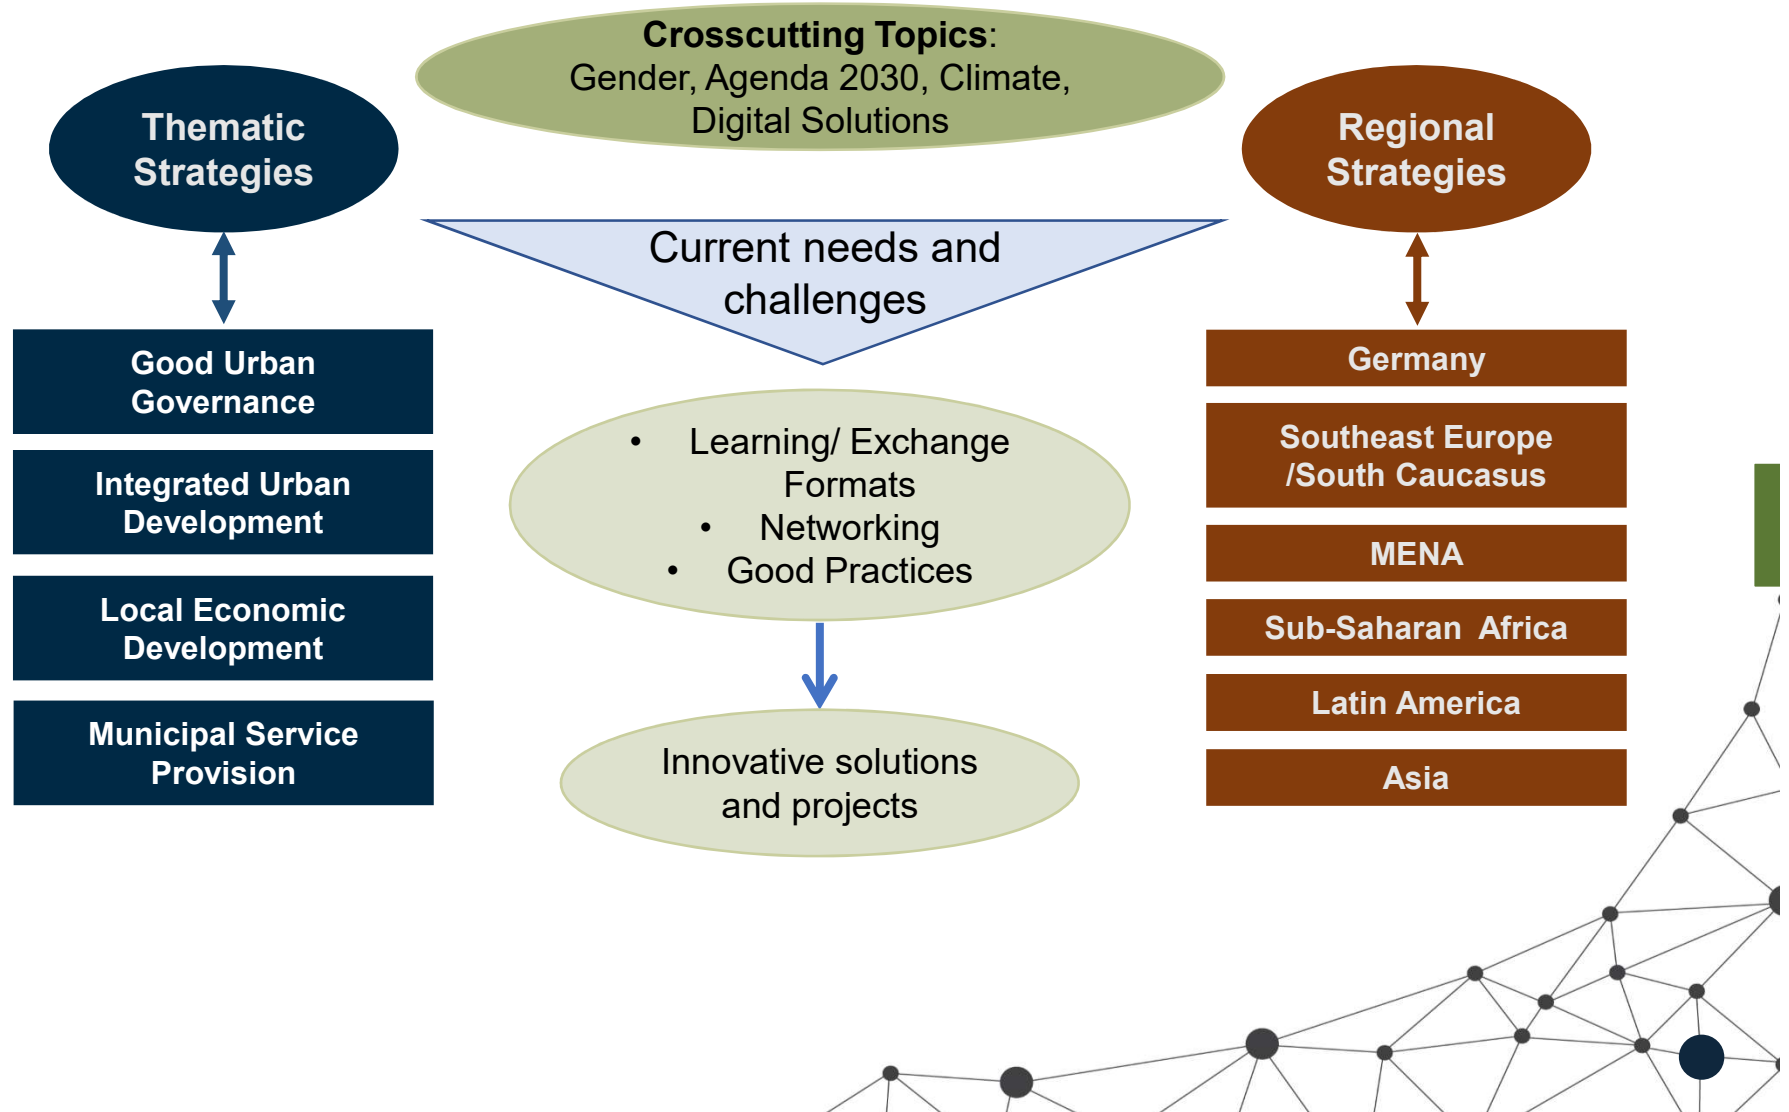 Crosscutting Topics:
Gender, Agenda 2030, Climate,
Digital Solutions
Thematic
Strategies
Good Urban
Governance
Integrated Urban
Development
Local Economic
Development
Municipal Service
Provision
Current needs and
challenges
• Learning/ Exchange
Formats
• Networking
• Good Practices
Innovative solutions
and projects
Regional
Strategies
Germany
Southeast Europe
/South Caucasus
MENA
Sub-Saharan Africa
Latin America
Asia